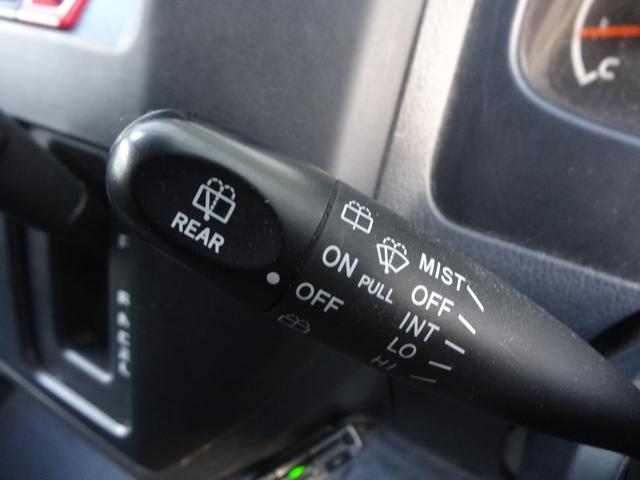 REAR
ON
OFF
PULL
MIST
OFF
INT
LO
HI
C